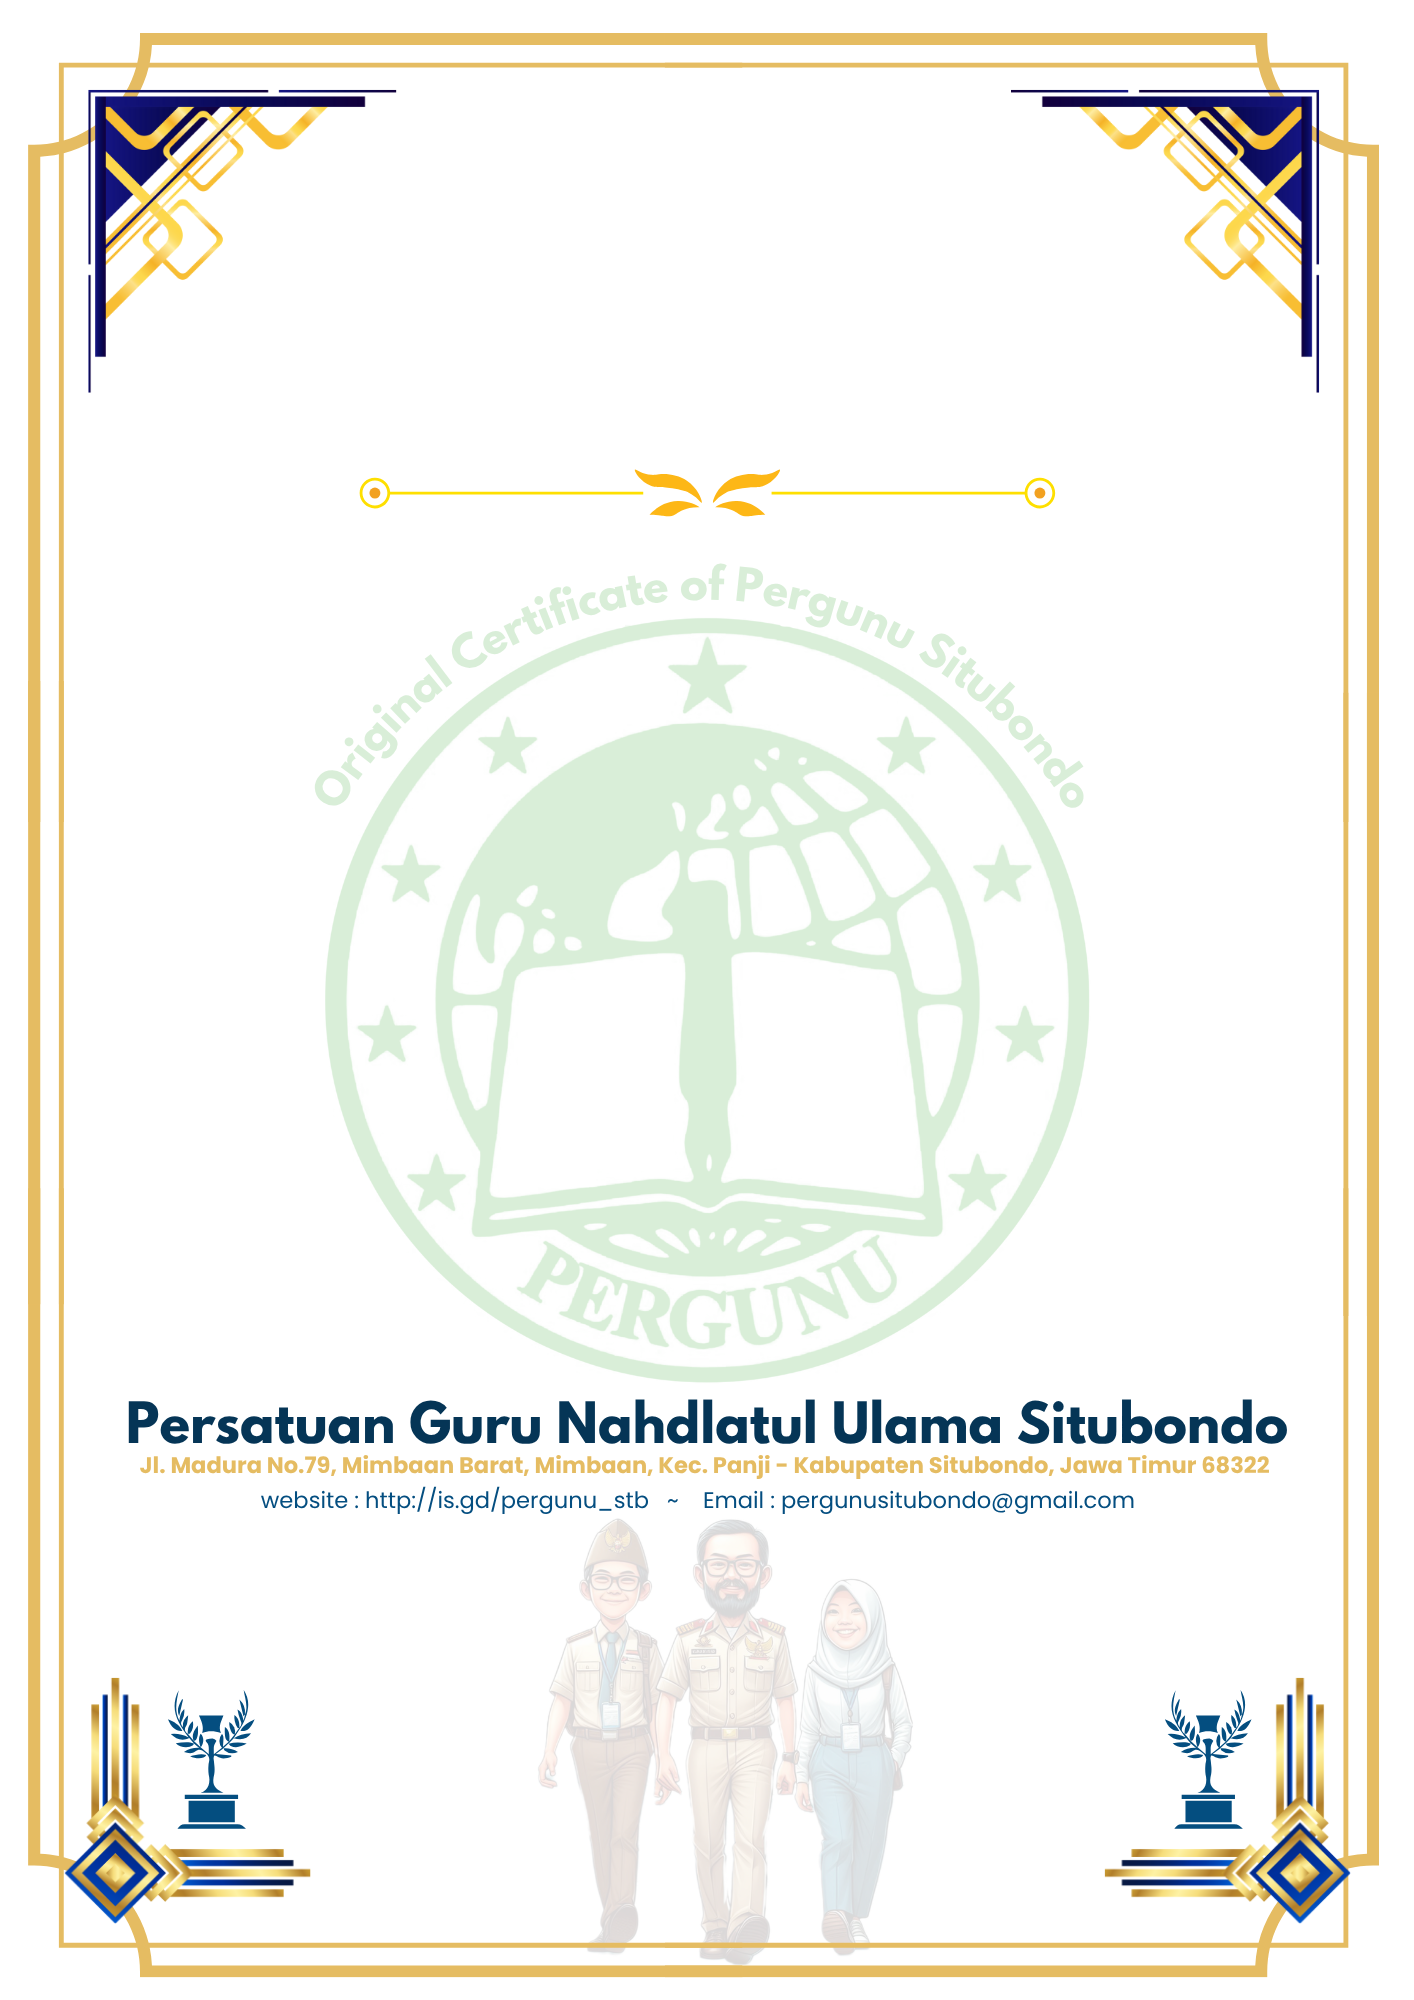 Original Certificate of Pergunu Situbondo
PERGUNU
Persatuan Guru Nahdlatul Ulama Situbondo
Jl. Madura No.79, Mimbaan Barat, Mimbaan, Kec. Panji - Kabupaten Situbondo, Jawa Timur 68322
website : http://is.gd/pergunu_stb ~ Email : pergunusitubondo@gmail.com